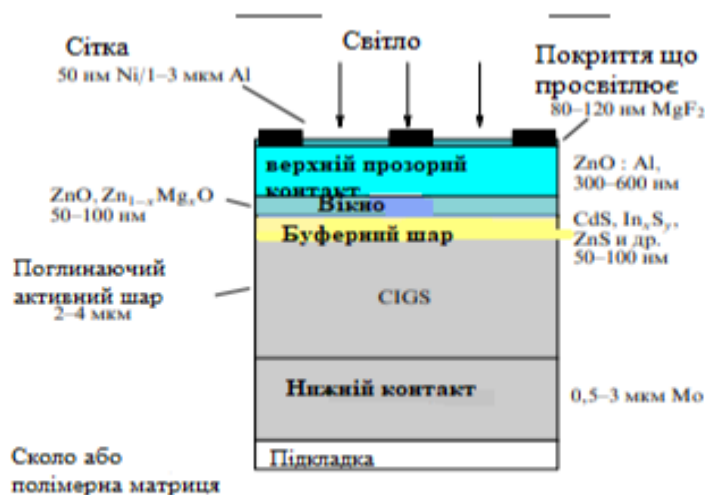 Сітка
50 нм Ni/1–3 мкм Al
Світло
Покриття що
просвітлює
80–120 нм MgF₂
верхній прозорий
контакт
ZnO : Al,
300–600 нм
ZnO, Zn₁₋ₓMgₓO
50–100 нм
Вікно
Буферний шар
CdS, InₓSᵧ,
ZnS и др.
50–100 нм
Поглинаючий
активний шар
2–4 мкм
CIGS
Нижній контакт
0,5–3 мкм Mo
Сколо або
полімерна матриця
Підкладка